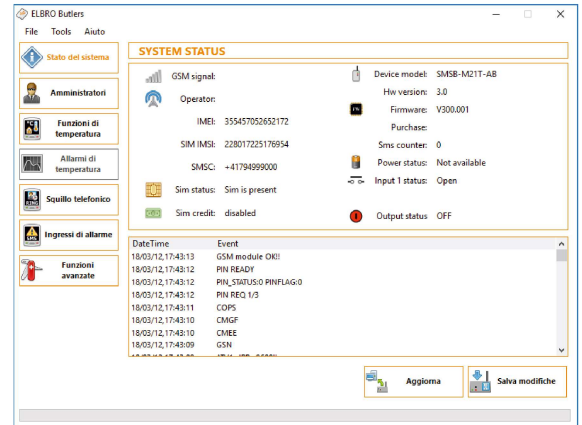 ELBRO Butlers
File Tools Aiuto
Stato del sistema
Amministratori
Funzioni di
temperatura
Allarmi di
temperatura
Squillo telefonico
Ingressi di allarme
Funzioni
avanzate
SYSTEM STATUS
GSM signal:
Operator:
IMEI: 355457052652172
SIM IMSI: 228017225176954
SMSC: +41794999000
Sim status: Sim is present
Sim credit: disabled
Device model: SMSB-M21T-AB
Hw version: 3.0
Firmware: V300.001
Purchase:
Sms counter: 0
Power status: Not available
Input 1 status: Open
Output status OFF
DateTime Event
18/03/12,17:43:13 GSM module OK!!
18/03/12,17:43:12 PIN READY
18/03/12,17:43:12 PIN_STATUS:0 PINFLAG:0
18/03/12,17:43:12 PIN REQ 1/3
18/03/12,17:43:11 COPS
18/03/12,17:43:10 CMGF
18/03/12,17:43:10 CMEE
18/03/12,17:43:09 GSN
Aggiorna
Salva modifiche